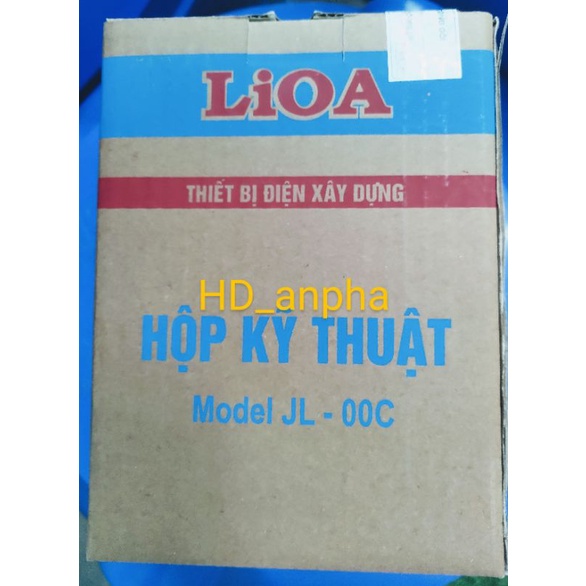 LiOA
THIẾT BỊ ĐIỆN XÂY DỰNG
HD_anpha
HỘP KỸ THUẬT
Model JL - 00C